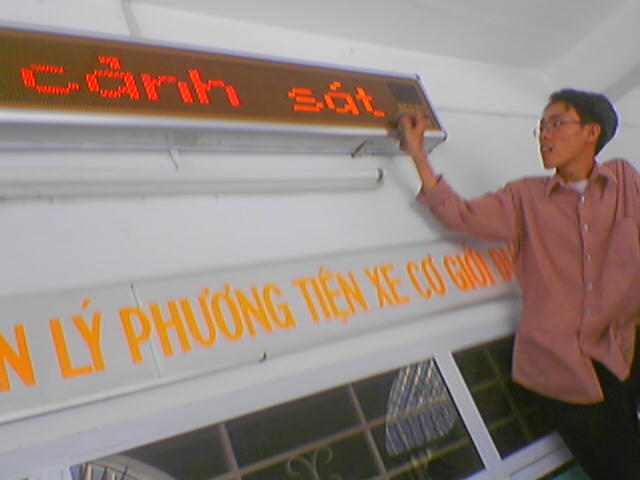 cảnh sát
LÝ PHƯƠNG TIỆN XE CƠ GIỚI